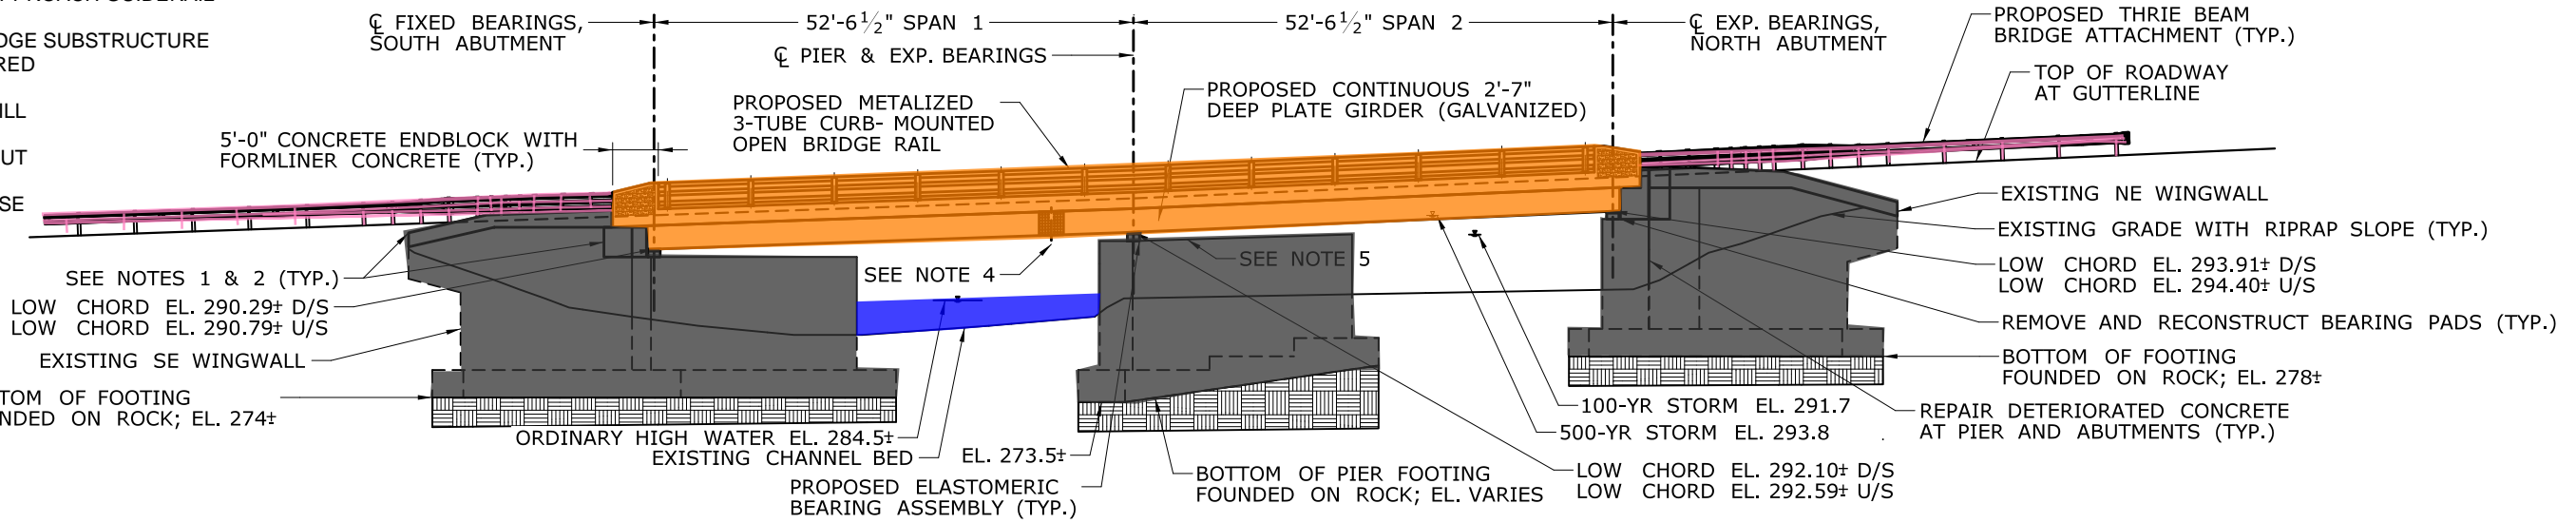 DGE SUBSTRUCTURE
RED
ILL
UT
SE
℄ FIXED BEARINGS,
SOUTH ABUTMENT
52'-6½" SPAN 1
52'-6½" SPAN 2
℄ PIER & EXP. BEARINGS
℄ EXP. BEARINGS,
NORTH ABUTMENT
PROPOSED THRIE BEAM
BRIDGE ATTACHMENT (TYP.)
TOP OF ROADWAY
AT GUTTERLINE
PROPOSED METALIZED
3-TUBE CURB- MOUNTED
OPEN BRIDGE RAIL
PROPOSED CONTINUOUS 2'-7"
DEEP PLATE GIRDER (GALVANIZED)
5'-0" CONCRETE ENDBLOCK WITH
FORMLINER CONCRETE (TYP.)
EXISTING NE WINGWALL
EXISTING GRADE WITH RIPRAP SLOPE (TYP.)
SEE NOTES 1 & 2 (TYP.)
SEE NOTE 4
SEE NOTE 5
LOW CHORD EL. 290.29± D/S
LOW CHORD EL. 290.79± U/S
LOW CHORD EL. 293.91± D/S
LOW CHORD EL. 294.40± U/S
REMOVE AND RECONSTRUCT BEARING PADS (TYP.)
EXISTING SE WINGWALL
BOTTOM OF FOOTING
FOUNDED ON ROCK; EL. 278±
TOM OF FOOTING
NDED ON ROCK; EL. 274±
100-YR STORM EL. 291.7
500-YR STORM EL. 293.8
REPAIR DETERIORATED CONCRETE
AT PIER AND ABUTMENTS (TYP.)
ORDINARY HIGH WATER EL. 284.5±
EXISTING CHANNEL BED
EL. 273.5±
PROPOSED ELASTOMERIC
BEARING ASSEMBLY (TYP.)
BOTTOM OF PIER FOOTING
FOUNDED ON ROCK; EL. VARIES
LOW CHORD EL. 292.10± D/S
LOW CHORD EL. 292.59± U/S